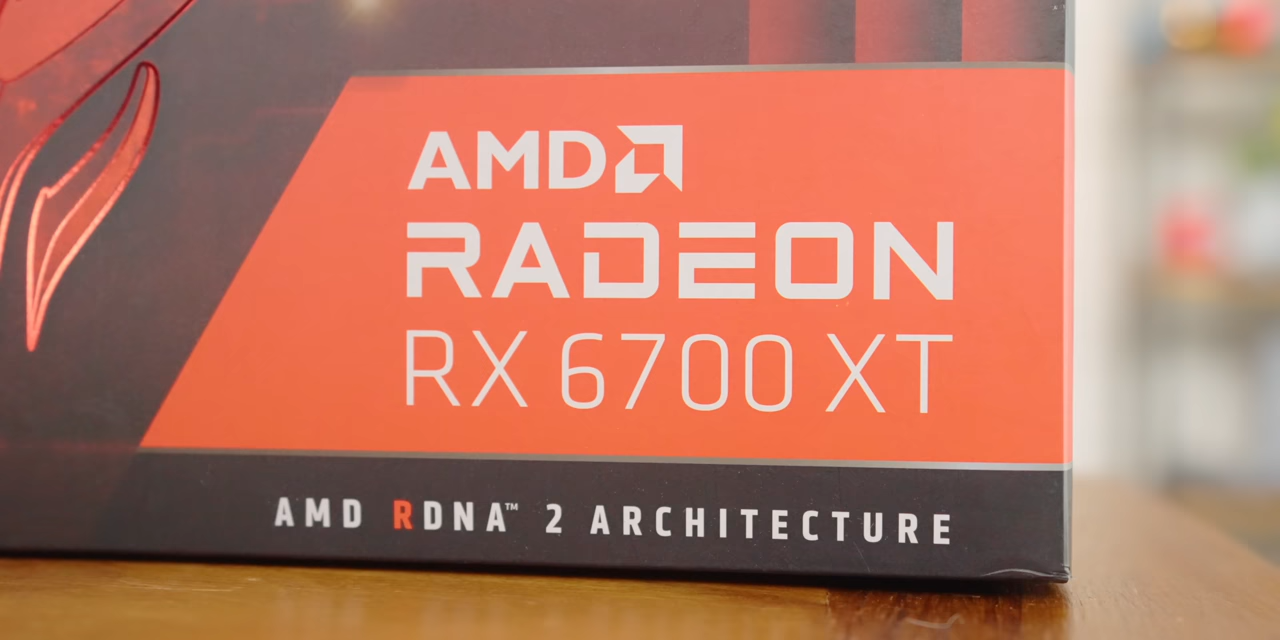 AMD
RADEON
RX 6700 XT
AMD RDNA™ 2 ARCHITECTURE